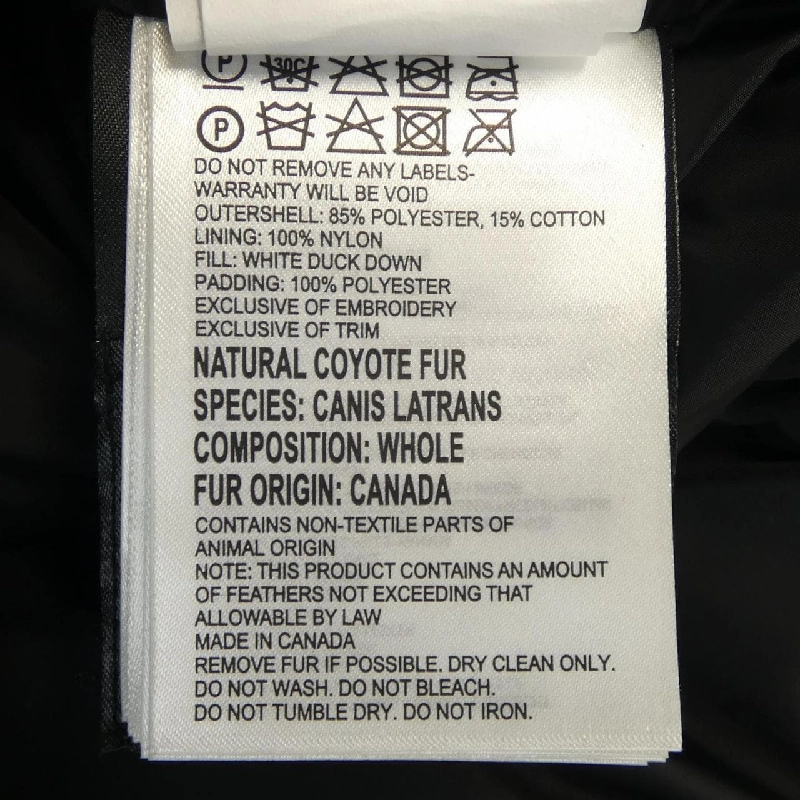 P 30C
P
DO NOT REMOVE ANY LABELS-
WARRANTY WILL BE VOID
OUTERSHELL: 85% POLYESTER, 15% COTTON
LINING: 100% NYLON
FILL: WHITE DUCK DOWN
PADDING: 100% POLYESTER
EXCLUSIVE OF EMBROIDERY
EXCLUSIVE OF TRIM
NATURAL COYOTE FUR
SPECIES: CANIS LATRANS
COMPOSITION: WHOLE
FUR ORIGIN: CANADA
CONTAINS NON-TEXTILE PARTS OF
ANIMAL ORIGIN
NOTE: THIS PRODUCT CONTAINS AN AMOUNT
OF FEATHERS NOT EXCEEDING THAT
ALLOWABLE BY LAW
MADE IN CANADA
REMOVE FUR IF POSSIBLE. DRY CLEAN ONLY.
DO NOT WASH. DO NOT BLEACH.
DO NOT TUMBLE DRY. DO NOT IRON.